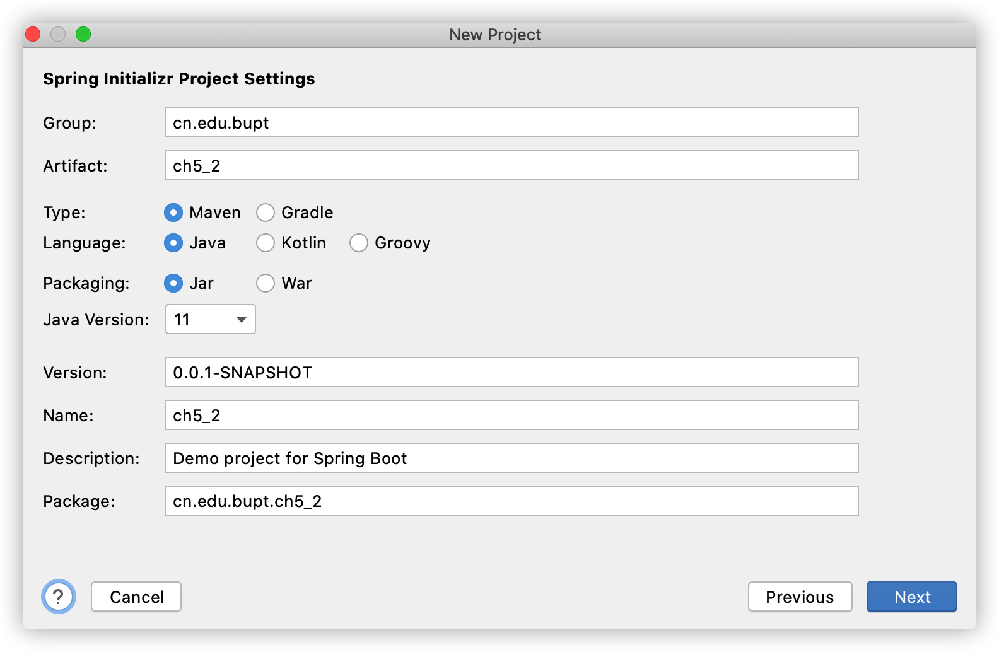 New Project
Spring Initializr Project Settings
Group: cn.edu.bupt
Artifact: ch5_2
Type: Maven Gradle
Language: Java Kotlin Groovy
Packaging: Jar War
Java Version: 11
Version: 0.0.1-SNAPSHOT
Name: ch5_2
Description: Demo project for Spring Boot
Package: cn.edu.bupt.ch5_2
? Cancel Previous Next